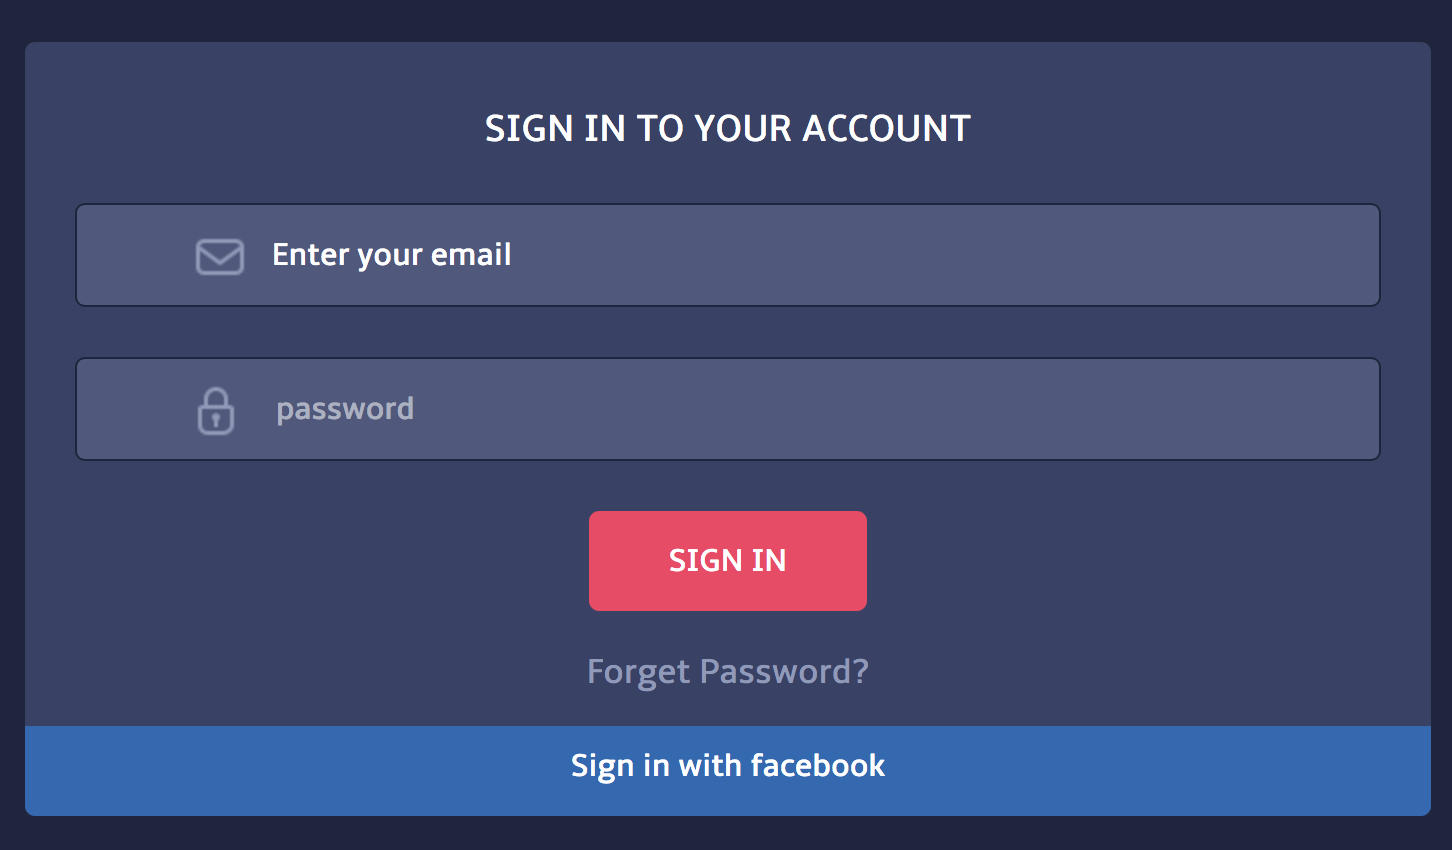 SIGN IN TO YOUR ACCOUNT
Enter your email
password
SIGN IN
Forget Password?
Sign in with facebook